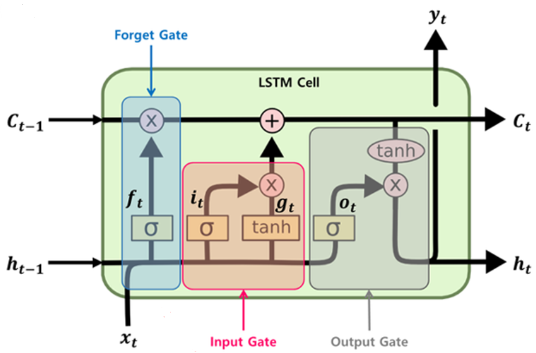 y_t
Forget Gate
LSTM Cell
C_{t-1}
x
+
C_t
tanh
f_t
i_t
x
g_t
o_t
x
σ
σ
tanh
σ
h_{t-1}
h_t
x_t
Input Gate
Output Gate